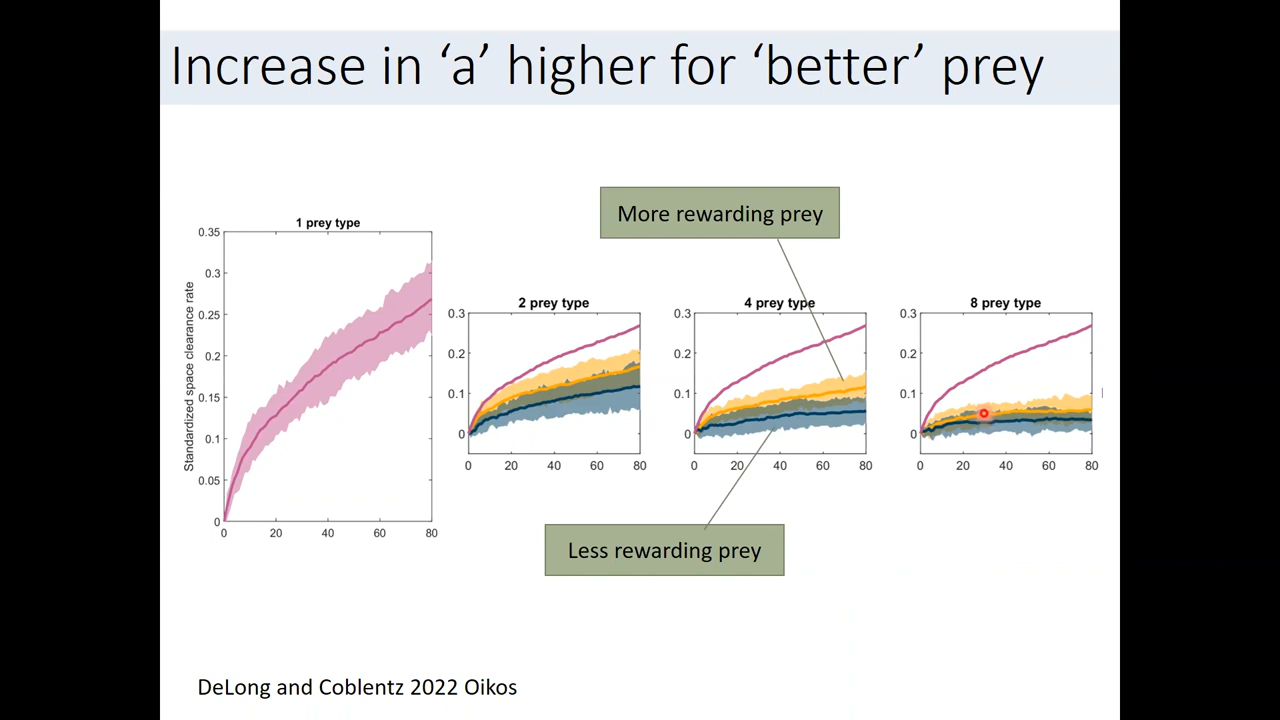 Increase in ‘a’ higher for ‘better’ prey
More rewarding prey
1 prey type
Standardized space clearance rate
0.35
0.3
0.25
0.2
0.15
0.1
0.05
0
0 20 40 60 80
2 prey type
0.3
0.2
0.1
0
0 20 40 60 80
4 prey type
0.3
0.2
0.1
0
0 20 40 60 80
8 prey type
0.3
0.2
0.1
0
0 20 40 60 80
Less rewarding prey
DeLong and Coblentz 2022 Oikos